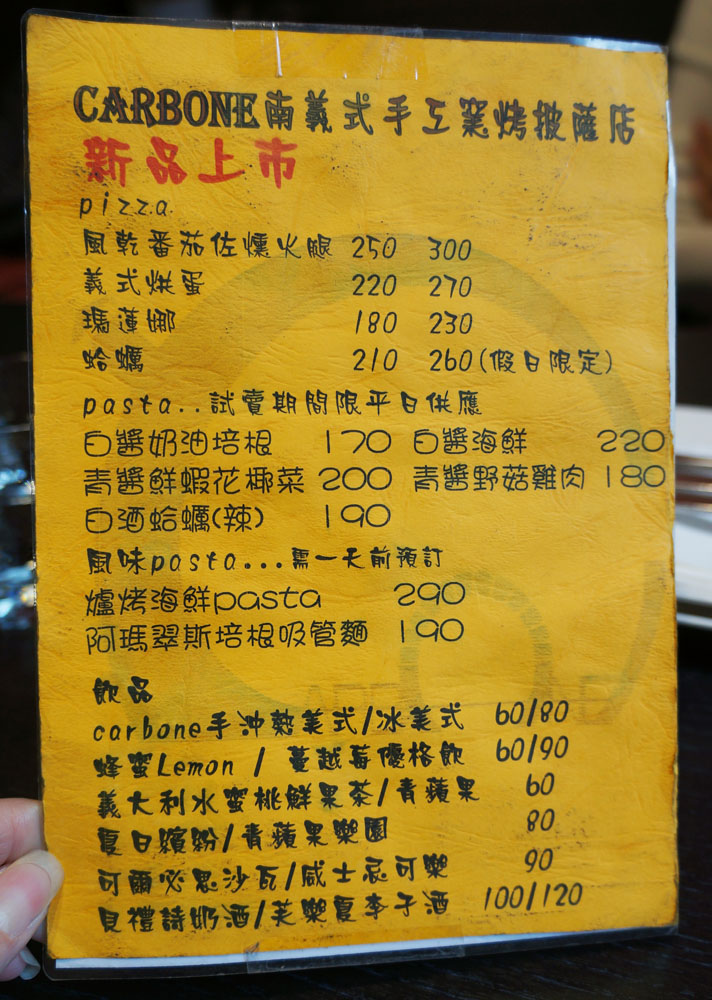 CARBONE南義式手工窯烤披薩店
新品上市
pizza
風乾番茄佐燻火腿 250 300
義式烘蛋 220 270
瑪蓮娜 180 230
蛤蠣 210 260(假日限定)
pasta..試賣期間限平日供應
白醬奶油培根 170 白醬海鮮 220
青醬鮮蝦花椰菜 200 青醬野菇雞肉 180
白酒蛤蠣(辣) 190
風味pasta...需一天前預訂
爐烤海鮮pasta 290
阿瑪翠斯培根吸管麵 190
飲品
carbone手沖熱美式/冰美式 60/80
蜂蜜Lemon / 蔓越莓優格飲 60/90
義大利水蜜桃鮮果茶/青蘋果 60
夏日繽紛/青蘋果樂園 80
可爾必思沙瓦/威士忌可樂 90
貝禮詩奶酒/芙樂夏李子酒 100/120